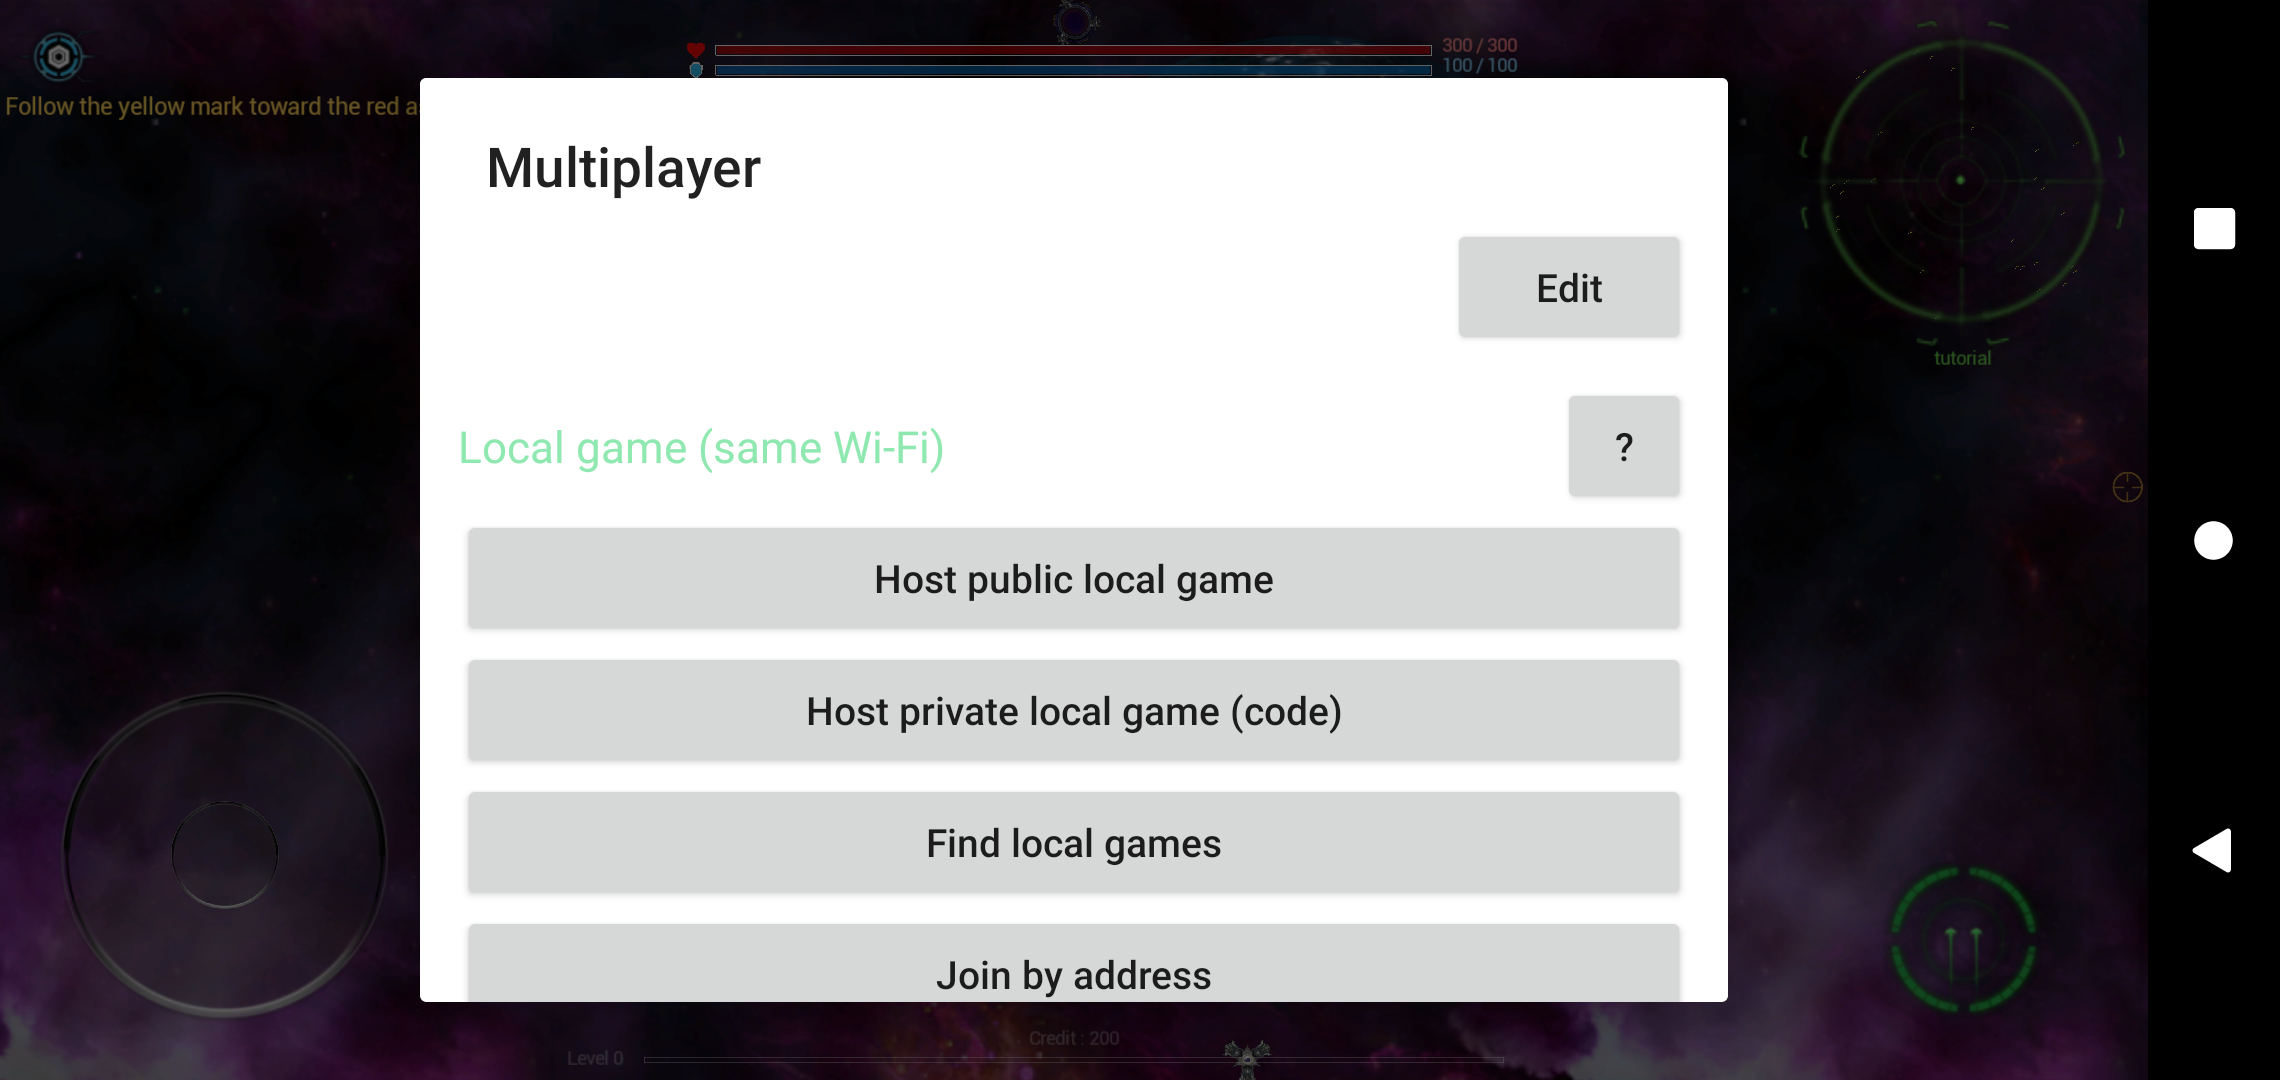 300 / 300
100 / 100
Follow the yellow mark toward the red a
Multiplayer
Edit
tutorial
Local game (same Wi-Fi)
?
Host public local game
Host private local game (code)
Find local games
Join by address
Credit : 200
Level 0